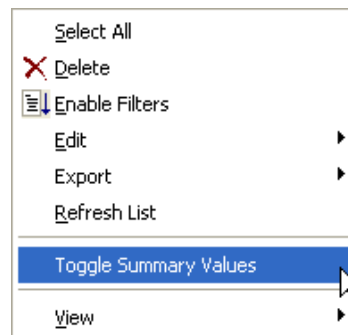 Select All
Delete
Enable Filters
Edit
Export
Refresh List
Toggle Summary Values
View